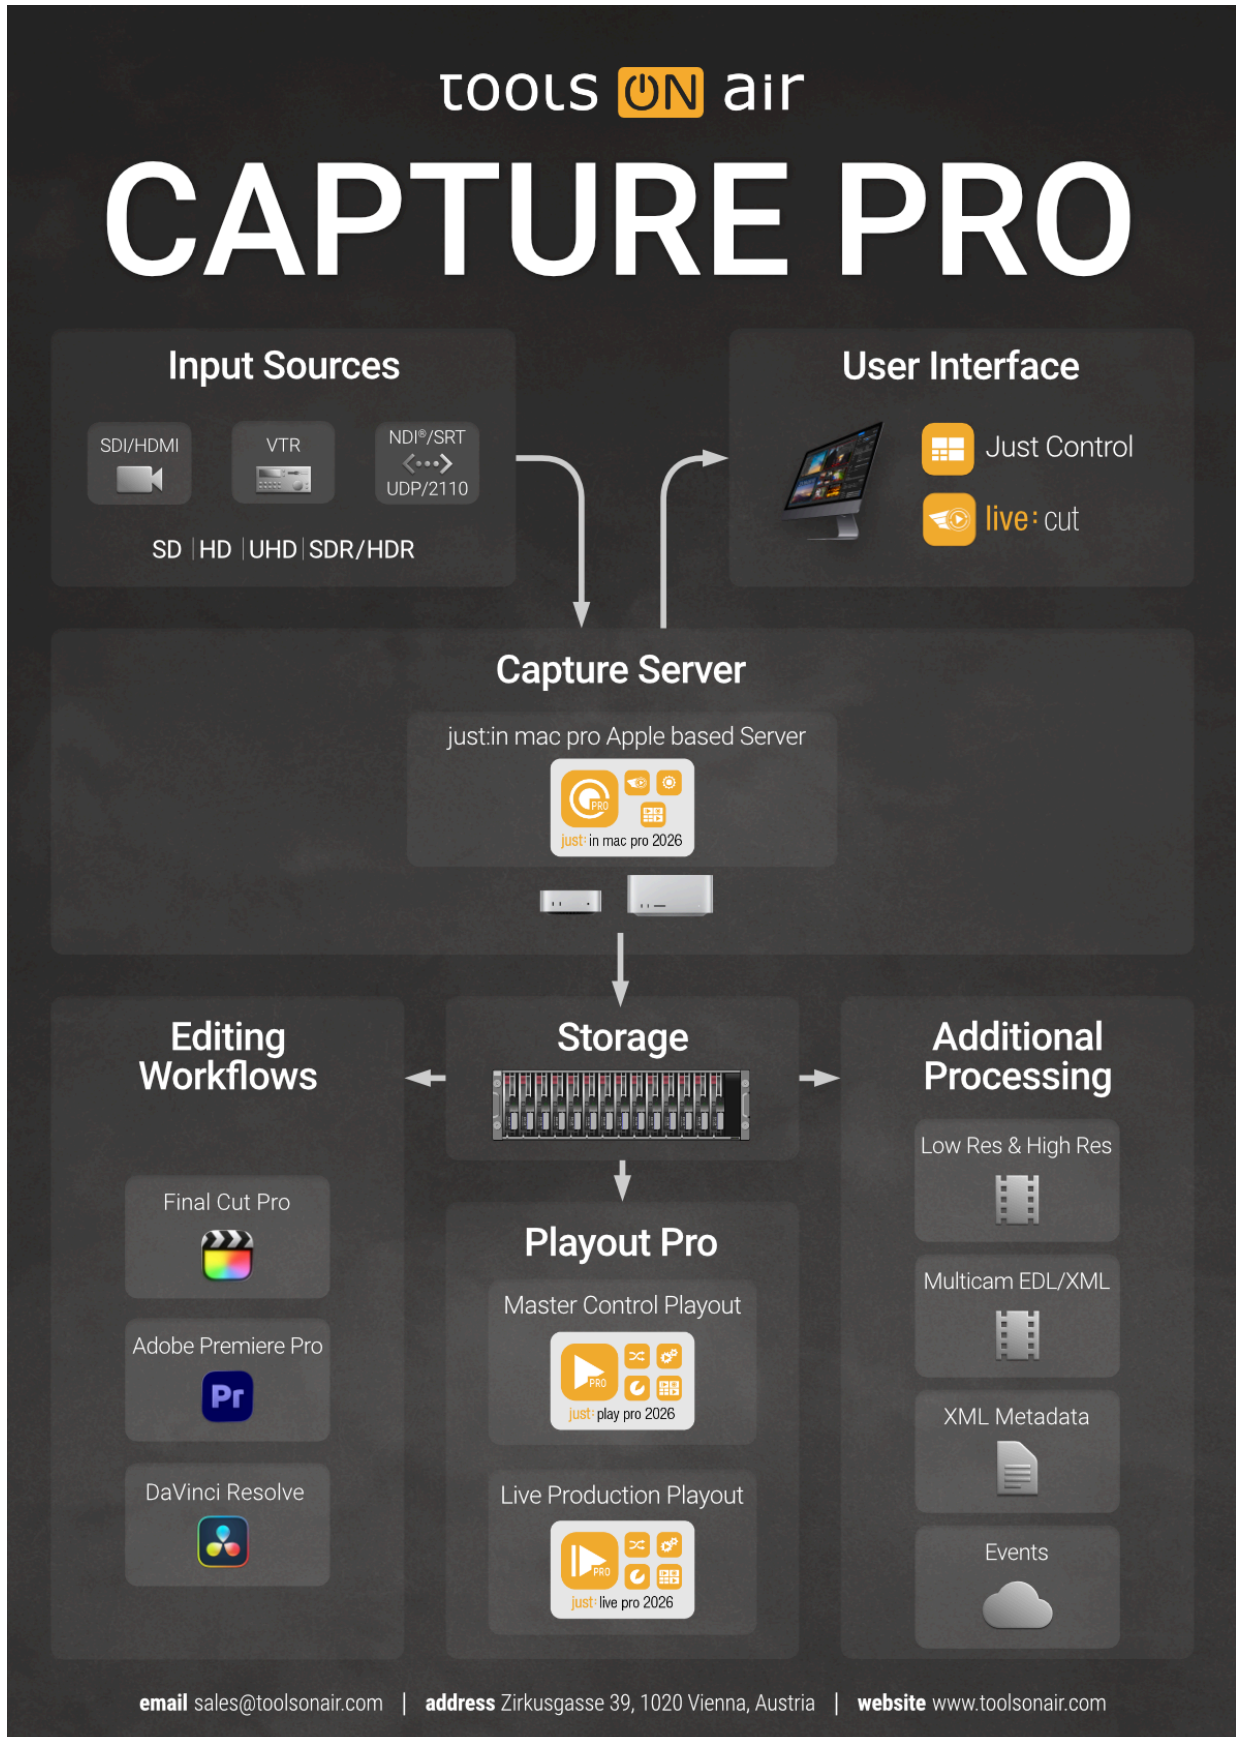 tools ON air
CAPTURE PRO
Input Sources
SDI/HDMI
VTR
NDI®/SRT
UDP/2110
SD | HD | UHD | SDR/HDR
User Interface
Just Control
live: cut
Capture Server
just:in mac pro Apple based Server
PRO
just: in mac pro 2026
Editing
Workflows
Final Cut Pro
Adobe Premiere Pro
Pr
DaVinci Resolve
Storage
Playout Pro
Master Control Playout
PRO
just: play pro 2026
Live Production Playout
PRO
just: live pro 2026
Additional
Processing
Low Res & High Res
Multicam EDL/XML
XML Metadata
Events
email sales@toolsonair.com | address Zirkusgasse 39, 1020 Vienna, Austria | website www.toolsonair.com